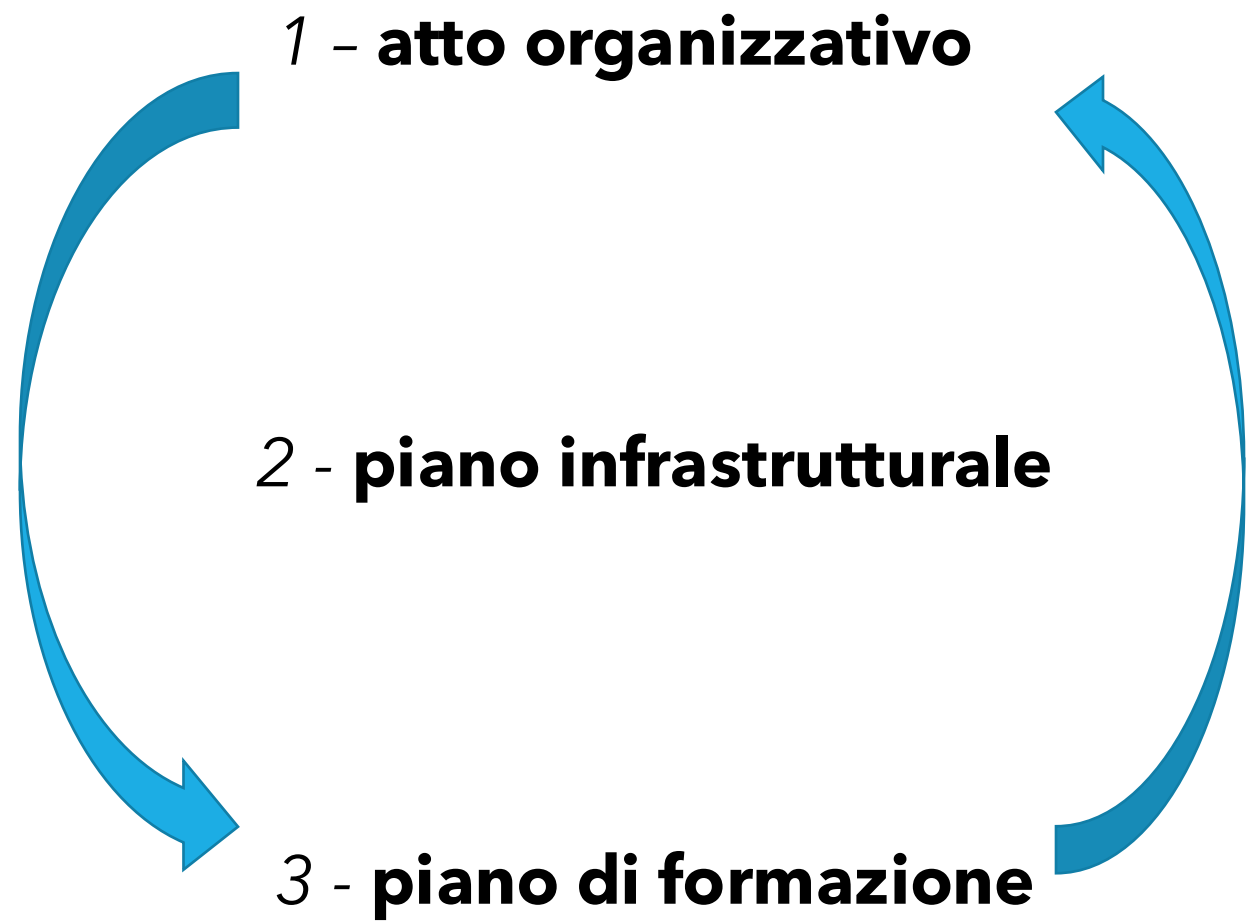 1 – atto organizzativo
2 - piano infrastrutturale
3 - piano di formazione